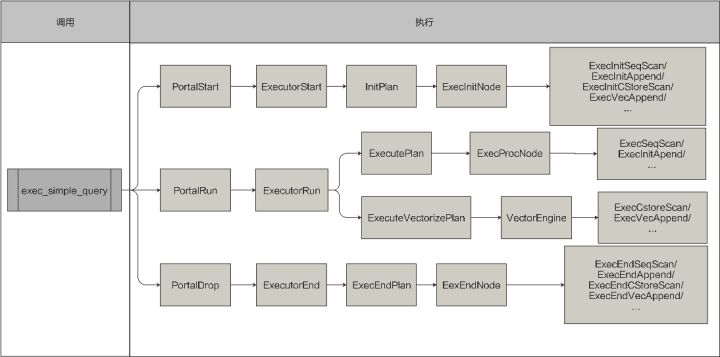 调用
执行
exec_simple_query
PortalStart
ExecutorStart
InitPlan
ExecInitNode
ExecInitSeqScan/
ExecInitAppend/
ExecInitCStoreScan/
ExecVecAppend/
...
PortalRun
ExecutorRun
ExecutePlan
ExecProcNode
ExecSeqScan/
ExecInitApend/
...
ExecuteVectorizePlan
VectorEngine
ExecCstoreScan/
ExecVecAppend/
...
PortalDrop
ExecutorEnd
ExecEndPlan
EexEndNode
ExecEndSeqScan/
ExecEndAppend/
ExecEndCStoreScan/
ExecEndVecAppend/
...